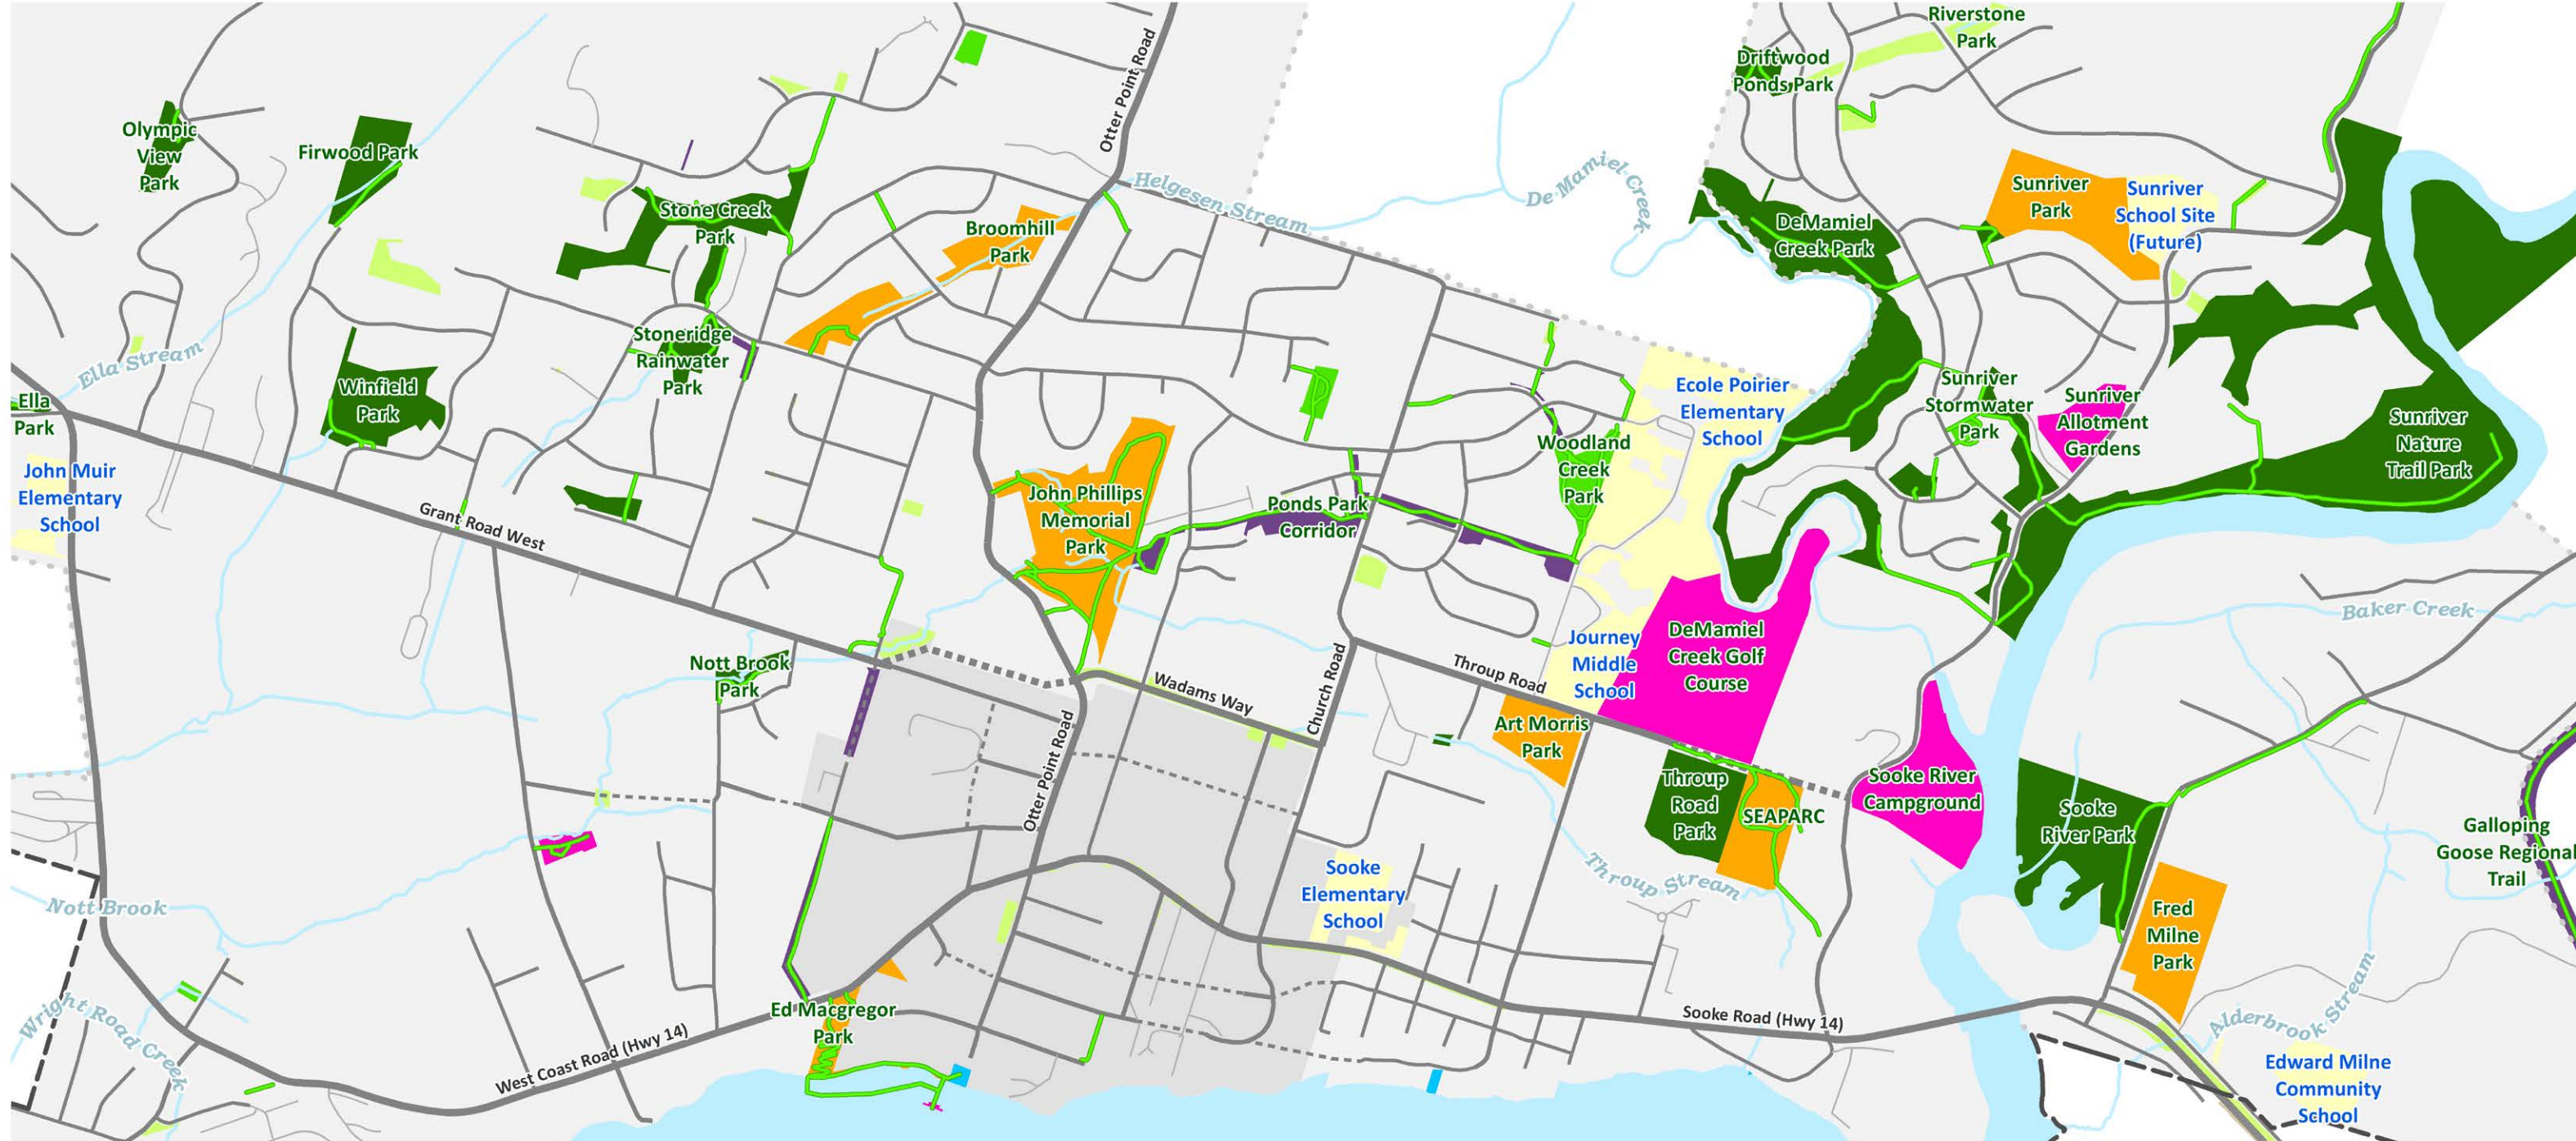 Riverstone
Park
Driftwood
Ponds Park
Otter Point Road
Olympic
View
Park
Firwood Park
Helgesen Stream
De Mamiel Creek
Sunriver
Park
Sunriver
School Site
(Future)
Stone Creek
Park
Broomhill
Park
DeMamiel
Creek Park
Ella Stream
Stoneridge
Rainwater
Park
Winfield
Park
Ella
Park
Ecole Poirier
Elementary
School
Sunriver
Stormwater
Park
Sunriver
Allotment
Gardens
Sunriver
Nature
Trail Park
John Muir
Elementary
School
Woodland
Creek
Park
John Phillips
Memorial
Park
Ponds Park
Corridor
Grant Road West
Baker Creek
Nott Brook
Park
Wadams Way
Church Road
Throup Road
Journey
Middle
School
DeMamiel
Creek Golf
Course
Art Morris
Park
Otter Point Road
Throup
Road
Park
SEAPARC
Sooke River
Campground
Sooke
River Park
Galloping
Goose Regional
Trail
Sooke
Elementary
School
Throup Stream
Nott Brook
Fred
Milne
Park
Wright Road Creek
Ed Macgregor
Park
West Coast Road (Hwy 14)
Sooke Road (Hwy 14)
Alderbrook Stream
Edward Milne
Community
School